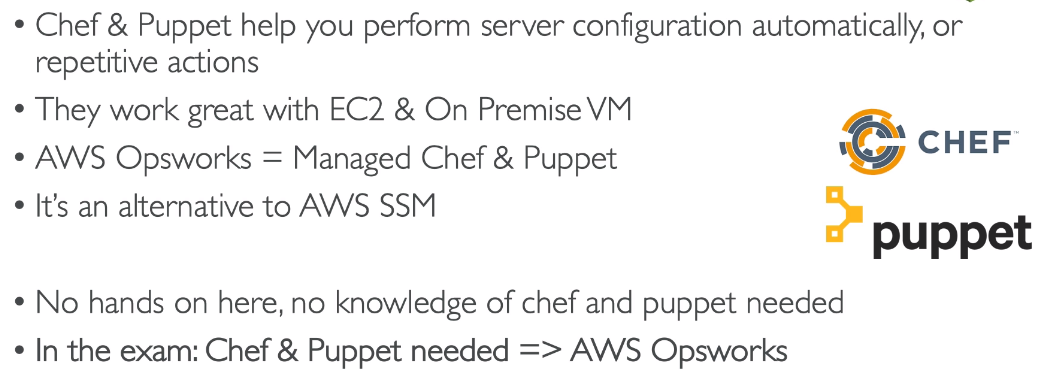 • Chef & Puppet help you perform server configuration automatically, or
repetitive actions
• They work great with EC2 & On Premise VM
• AWS Opsworks = Managed Chef & Puppet
• It's an alternative to AWS SSM
CHEF™
puppet
• No hands on here, no knowledge of chef and puppet needed
• In the exam: Chef & Puppet needed => AWS Opsworks